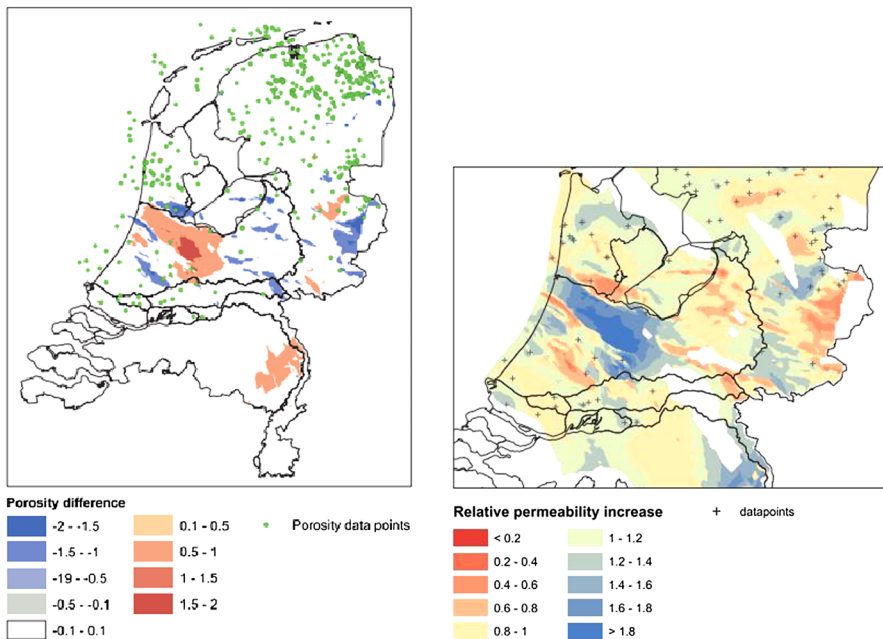 Porosity difference
-2 - -1.5
-1.5 - -1
-19 - -0.5
-0.5 - -0.1
-0.1 - 0.1
0.1 - 0.5
0.5 - 1
1 - 1.5
1.5 - 2
Porosity data points
Relative permeability increase
< 0.2
0.2 - 0.4
0.4 - 0.6
0.6 - 0.8
0.8 - 1
1 - 1.2
1.2 - 1.4
1.4 - 1.6
1.6 - 1.8
> 1.8
+ datapoints